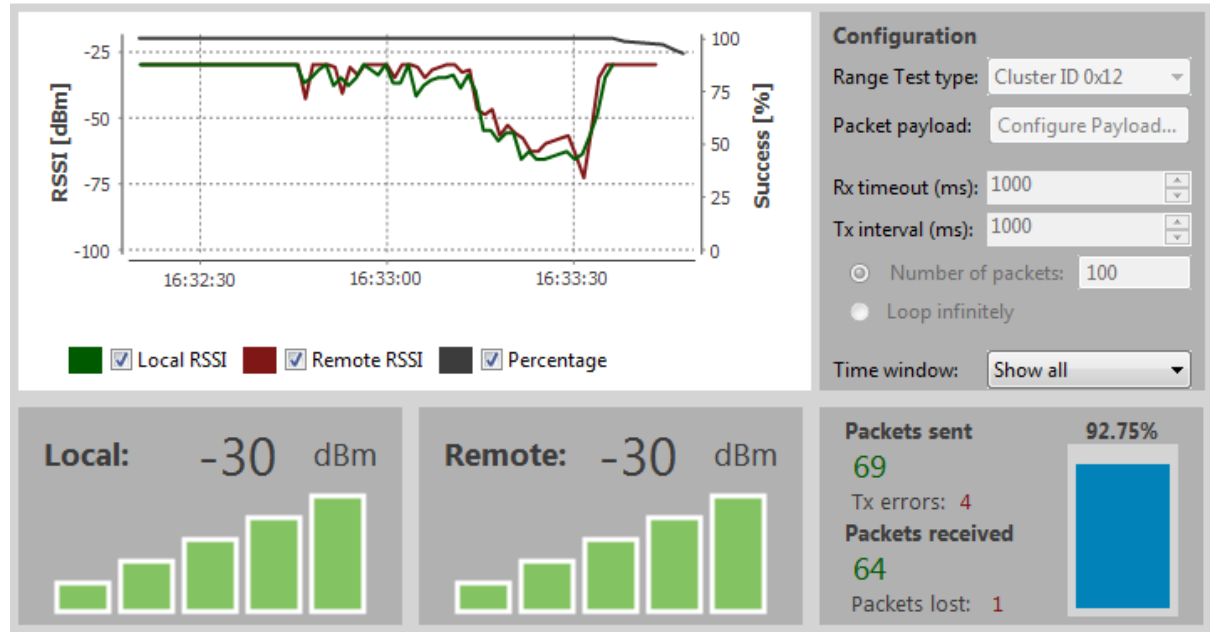 RSSI [dBm]
-25
-50
-75
-100
16:32:30
16:33:00
16:33:30
100
75
50
25
0
Success [%]
Local RSSI
Remote RSSI
Percentage
Configuration
Range Test type: Cluster ID 0x12
Packet payload: Configure Payload...
Rx timeout (ms): 1000
Tx interval (ms): 1000
Number of packets: 100
Loop infinitely
Time window: Show all
Local: -30 dBm
Remote: -30 dBm
Packets sent
69
Tx errors: 4
Packets received
64
Packets lost: 1
92.75%